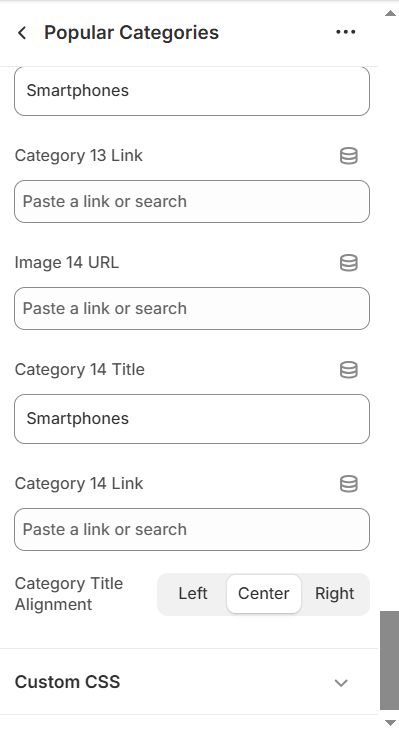 Popular Categories
Smartphones
Category 13 Link
Paste a link or search
Image 14 URL
Paste a link or search
Category 14 Title
Smartphones
Category 14 Link
Paste a link or search
Category Title
Alignment
Left Center Right
Custom CSS